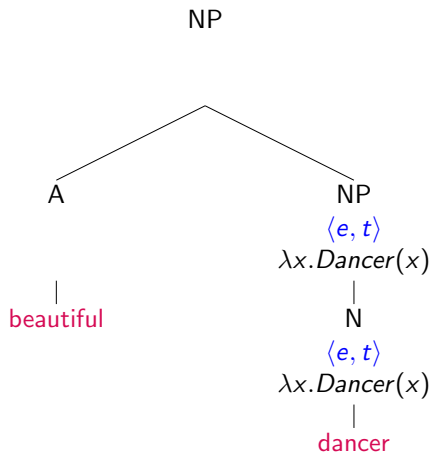 NP
A NP
⟨e, t⟩
λx.Dancer(x)
beautiful N
⟨e, t⟩
λx.Dancer(x)
dancer